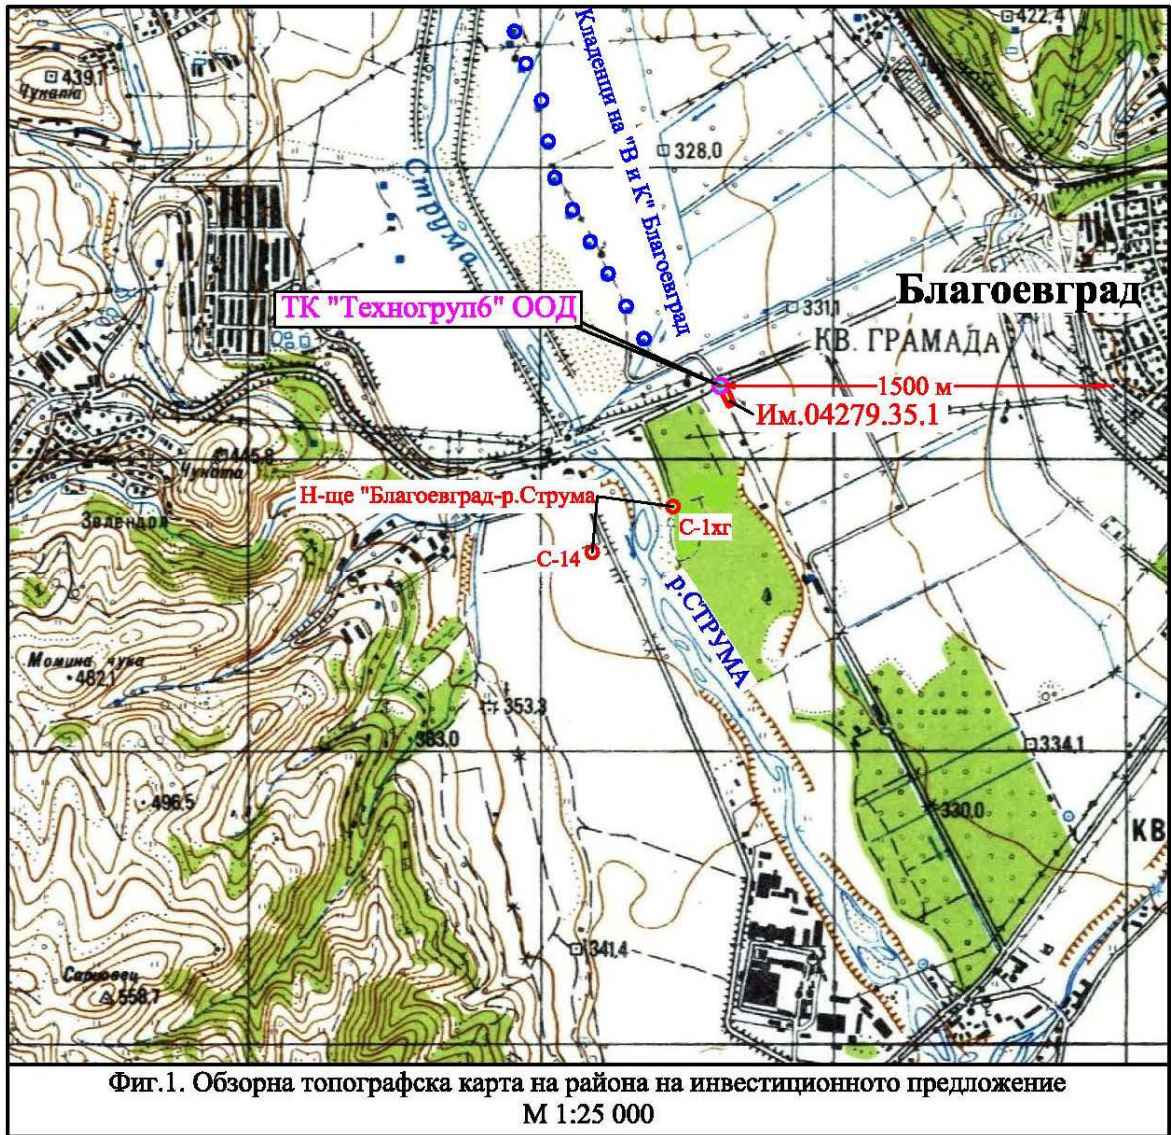 422,4
439,1
Чукапа
Кладенци на "В и К" Благоевград
328,0
Струма
Благоевград
ТК "Техногруп6" ООД
331,1
КВ. ГРАМАДА
1500 м
Им.04279.35.1
445,8
Чуката
Н-ще "Благоевград-р.Струма
Зелендол
С-1хг
С-14
р.СТРУМА
Момина чука
482,1
353,3
383,0
334,1
496,5
330,0
КВ
341,4
558,7
Фиг.1. Обзорна топографска карта на района на инвестиционното предложение
М 1:25 000